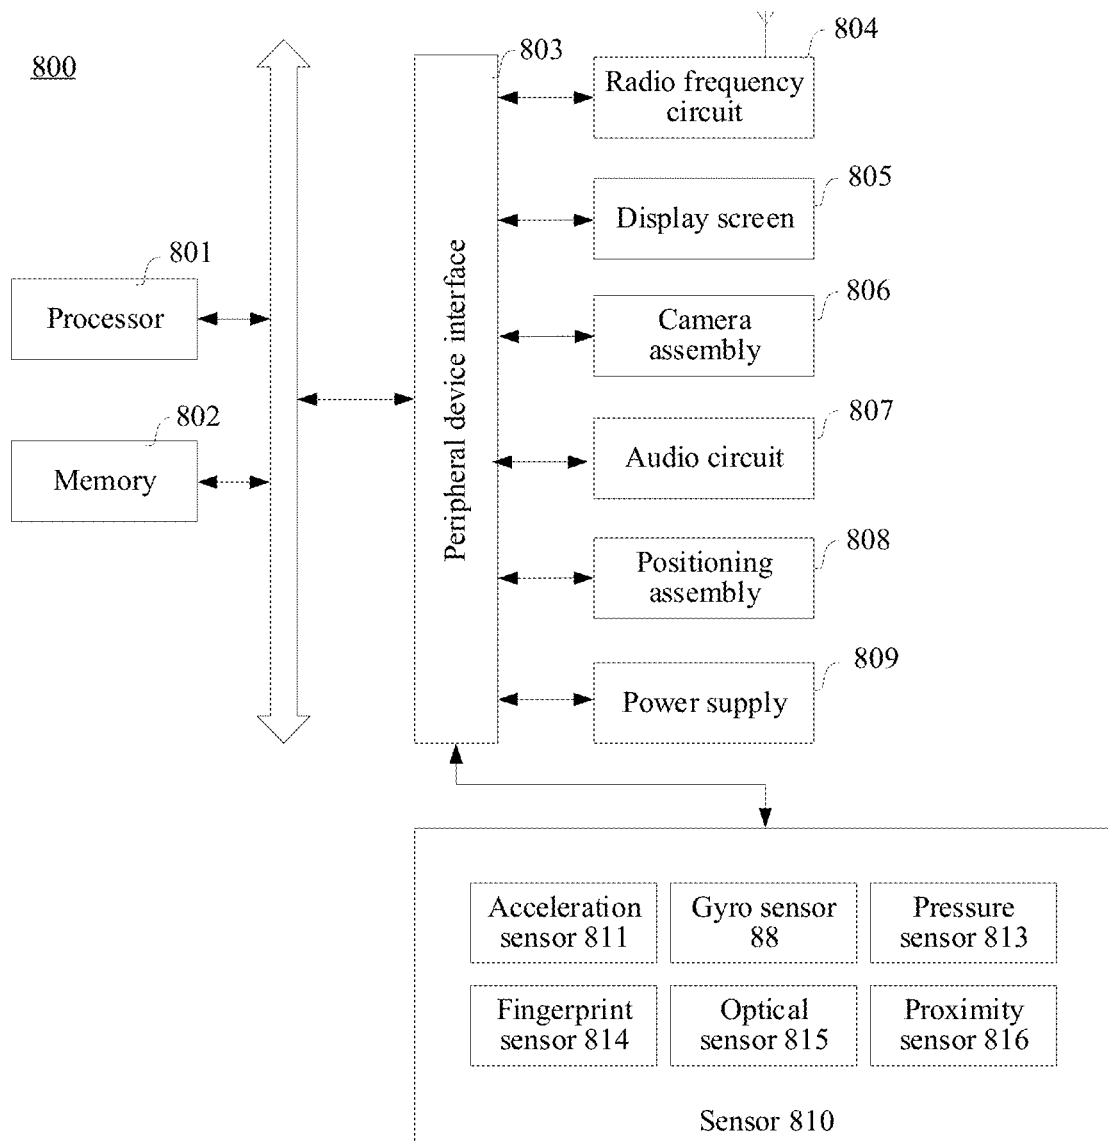 800
803
804
Radio frequency
circuit
805
Display screen
801
Processor
806
Camera
assembly
Peripheral device interface
802
Memory
807
Audio circuit
808
Positioning
assembly
809
Power supply
Acceleration
sensor 811
Gyro sensor
88
Pressure
sensor 813
Fingerprint
sensor 814
Optical
sensor 815
Proximity
sensor 816
Sensor 810